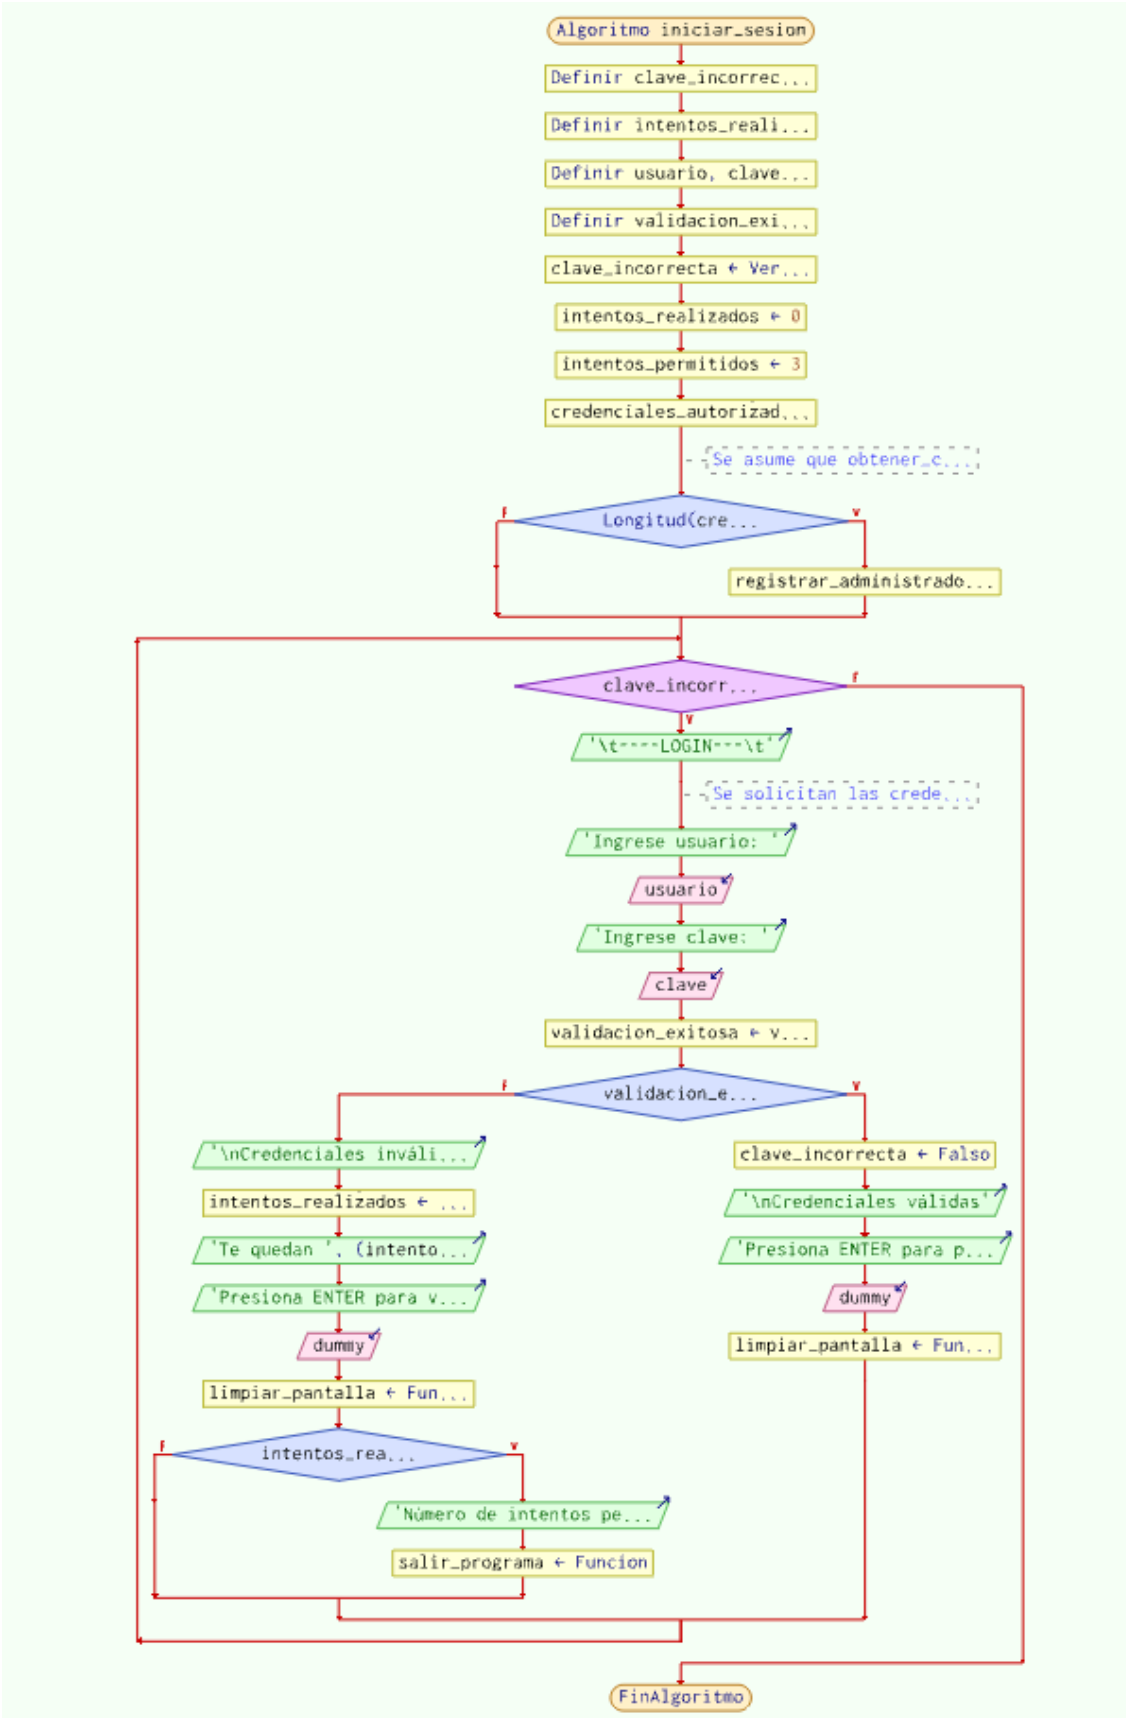 Algoritmo iniciar_sesion
Definir clave_incorrec...
Definir intentos_reali...
Definir usuario, clave...
Definir validacion_exi...
clave_incorrecta ← Ver...
intentos_realizados ← 0
intentos_permitidos ← 3
credenciales_autorizad...
Se asume que obtener_c...
F
Longitud(cre...
V
registrar_administrado...
clave_incorr...
F
V
'\t----LOGIN---\t'
Se solicitan las crede...
'Ingrese usuario: '
usuario
'Ingrese clave: '
clave
validacion_exitosa ← v...
F
validacion_e...
V
'\nCredenciales inváli...
clave_incorrecta ← Falso
intentos_realizados ← ...
'\nCredenciales válidas'
'Te quedan ', (intento...
'Presiona ENTER para p...
'Presiona ENTER para v...
dummy
dummy
limpiar_pantalla ← Fun...
limpiar_pantalla ← Fun...
F
intentos_rea...
V
'Número de intentos pe...
salir_programa ← Funcion
FinAlgoritmo